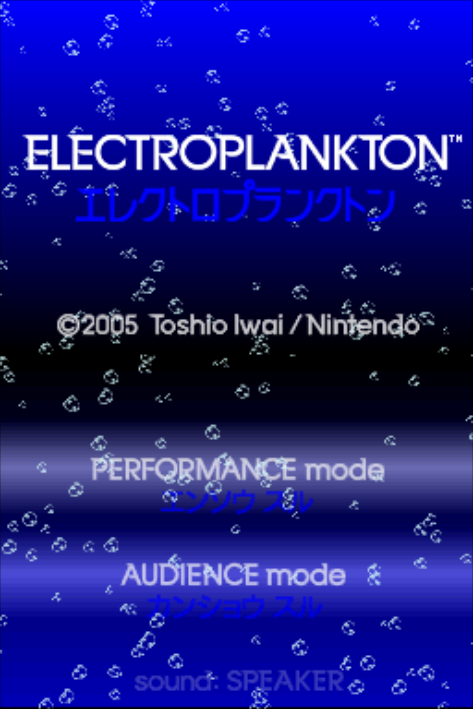 ELECTROPLANKTON™
エレクトロプランクトン
©2005 Toshio Iwai / Nintendo
PERFORMANCE mode
エンソウ スル
AUDIENCE mode
カンショウ スル
sound: SPEAKER